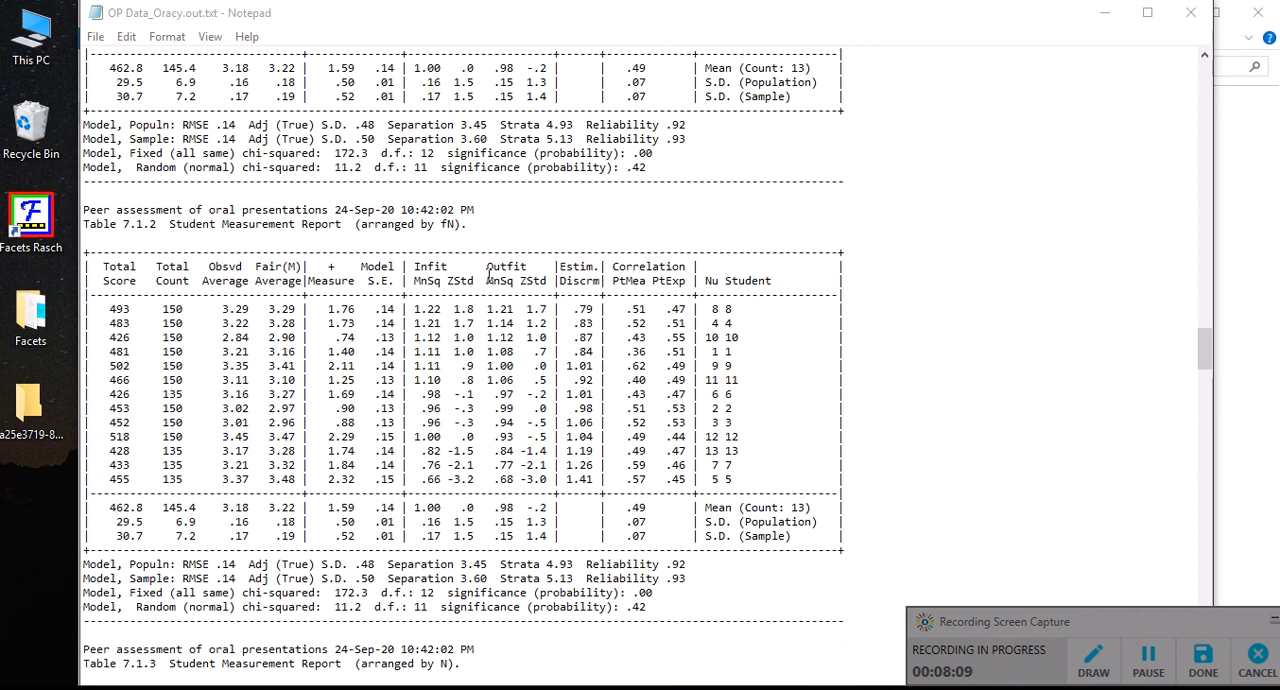 This PC
Recycle Bin
Facets Rasch
Facets
a25e3719-8...
OP Data_Oracy.out.txt - Notepad
File Edit Format View Help
|-------------------------------+--------------+---------------------+------+-------------+---------------------|
| 462.8 145.4 3.18 3.22 | 1.59 .14 | 1.00 .0 .98 -.2 | | .49 | Mean (Count: 13) |
| 29.5 6.9 .16 .18 | .50 .01 | .16 1.5 .15 1.3 | | .07 | S.D. (Population) |
| 30.7 7.2 .17 .19 | .52 .01 | .17 1.5 .15 1.4 | | .07 | S.D. (Sample) |
+------------------------------------------------------------------------------------------------------------+
Model, Populn: RMSE .14 Adj (True) S.D. .48 Separation 3.45 Strata 4.93 Reliability .92
Model, Sample: RMSE .14 Adj (True) S.D. .50 Separation 3.60 Strata 5.13 Reliability .93
Model, Fixed (all same) chi-squared: 172.3 d.f.: 12 significance (probability): .00
Model, Random (normal) chi-squared: 11.2 d.f.: 11 significance (probability): .42
--------------------------------------------------------------------------------------------------------------
Peer assessment of oral presentations 24-Sep-20 10:42:02 PM
Table 7.1.2 Student Measurement Report (arranged by fN).
+------------------------------------------------------------------------------------------------------------+
| Total Total Obsvd Fair(M)| + Model | Infit Outfit |Estim.| Correlation | |
| Score Count Average Average|Measure S.E. | MnSq ZStd MnSq ZStd |Discrm| PtMea PtExp | Nu Student |
|-------------------------------+--------------+---------------------+------+-------------+---------------------|
| 493 150 3.29 3.29 | 1.76 .14 | 1.22 1.8 1.21 1.7 | .79 | .51 .47 | 8 8 |
| 483 150 3.22 3.28 | 1.73 .14 | 1.21 1.7 1.14 1.2 | .83 | .52 .51 | 4 4 |
| 426 150 2.84 2.90 | .74 .13 | 1.12 1.0 1.12 1.0 | .87 | .43 .55 | 10 10 |
| 481 150 3.21 3.16 | 1.40 .14 | 1.11 1.0 1.08 .7 | .84 | .36 .51 | 1 1 |
| 502 150 3.35 3.41 | 2.11 .14 | 1.11 .9 1.00 .0 | 1.01 | .62 .49 | 9 9 |
| 466 150 3.11 3.10 | 1.25 .13 | 1.10 .8 1.06 .5 | .92 | .40 .49 | 11 11 |
| 426 135 3.16 3.27 | 1.69 .14 | .98 -.1 .97 -.2 | 1.01 | .43 .47 | 6 6 |
| 453 150 3.02 2.97 | .90 .13 | .96 -.3 .99 .0 | .98 | .51 .53 | 2 2 |
| 452 150 3.01 2.96 | .88 .13 | .96 -.3 .94 -.5 | 1.06 | .52 .53 | 3 3 |
| 518 150 3.45 3.47 | 2.29 .15 | 1.00 .0 .93 -.5 | 1.04 | .49 .44 | 12 12 |
| 428 135 3.17 3.28 | 1.74 .14 | .82 -1.5 .84 -1.4 | 1.19 | .49 .47 | 13 13 |
| 433 135 3.21 3.32 | 1.84 .14 | .76 -2.1 .77 -2.1 | 1.26 | .59 .46 | 7 7 |
| 455 135 3.37 3.48 | 2.32 .15 | .66 -3.2 .68 -3.0 | 1.41 | .57 .45 | 5 5 |
|-------------------------------+--------------+---------------------+------+-------------+---------------------|
| 462.8 145.4 3.18 3.22 | 1.59 .14 | 1.00 .0 .98 -.2 | | .49 | Mean (Count: 13) |
| 29.5 6.9 .16 .18 | .50 .01 | .16 1.5 .15 1.3 | | .07 | S.D. (Population) |
| 30.7 7.2 .17 .19 | .52 .01 | .17 1.5 .15 1.4 | | .07 | S.D. (Sample) |
+------------------------------------------------------------------------------------------------------------+
Model, Populn: RMSE .14 Adj (True) S.D. .48 Separation 3.45 Strata 4.93 Reliability .92
Model, Sample: RMSE .14 Adj (True) S.D. .50 Separation 3.60 Strata 5.13 Reliability .93
Model, Fixed (all same) chi-squared: 172.3 d.f.: 12 significance (probability): .00
Model, Random (normal) chi-squared: 11.2 d.f.: 11 significance (probability): .42
--------------------------------------------------------------------------------------------------------------
Peer assessment of oral presentations 24-Sep-20 10:42:02 PM
Table 7.1.3 Student Measurement Report (arranged by N).
Recording Screen Capture
RECORDING IN PROGRESS
00:08:09
DRAW PAUSE DONE CANCEL